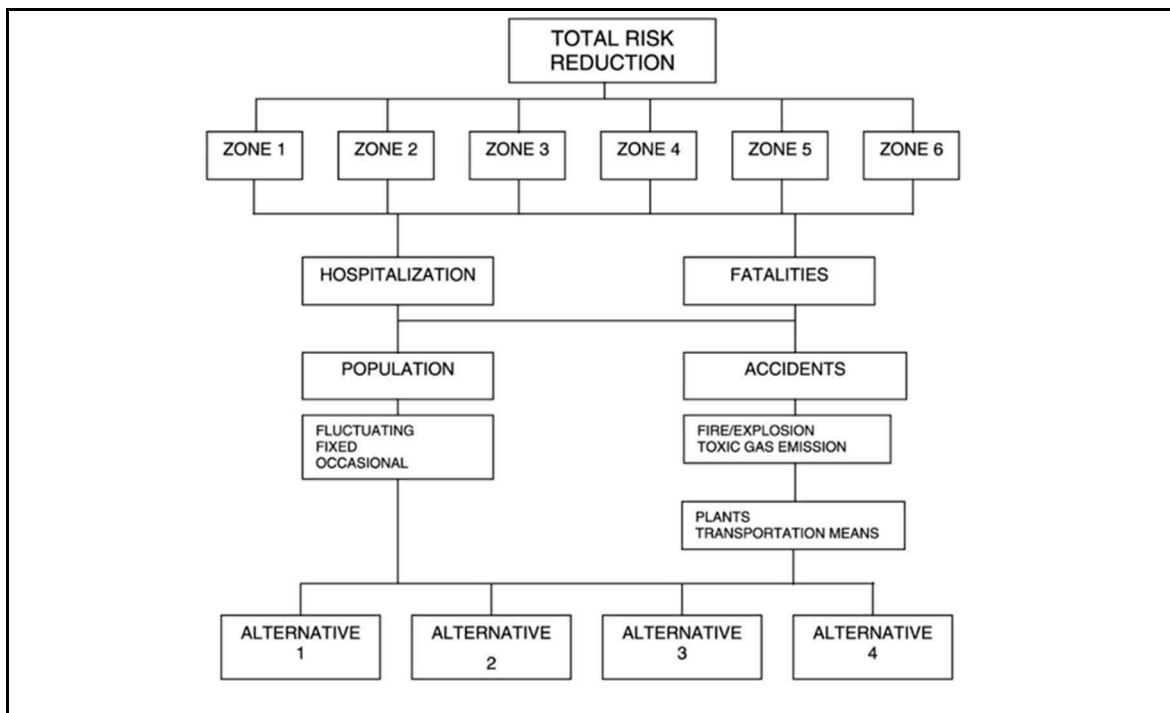 TOTAL RISK
REDUCTION
ZONE 1
ZONE 2
ZONE 3
ZONE 4
ZONE 5
ZONE 6
HOSPITALIZATION
FATALITIES
POPULATION
ACCIDENTS
FLUCTUATING
FIXED
OCCASIONAL
FIRE/EXPLOSION
TOXIC GAS EMISSION
PLANTS
TRANSPORTATION MEANS
ALTERNATIVE
1
ALTERNATIVE
2
ALTERNATIVE
3
ALTERNATIVE
4